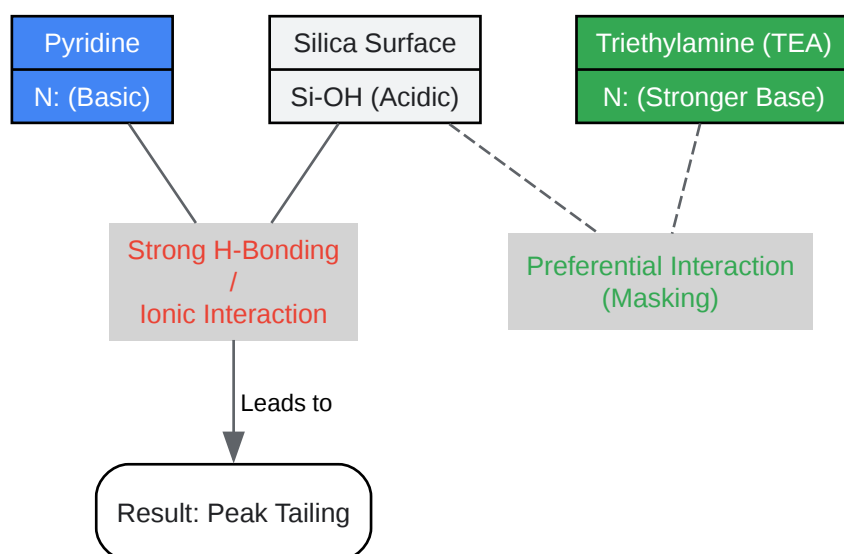 Pyridine
N: (Basic)
Silica Surface
Si-OH (Acidic)
Triethylamine (TEA)
N: (Stronger Base)
Strong H-Bonding
/
Ionic Interaction
Preferential Interaction
(Masking)
Leads to
Result: Peak Tailing